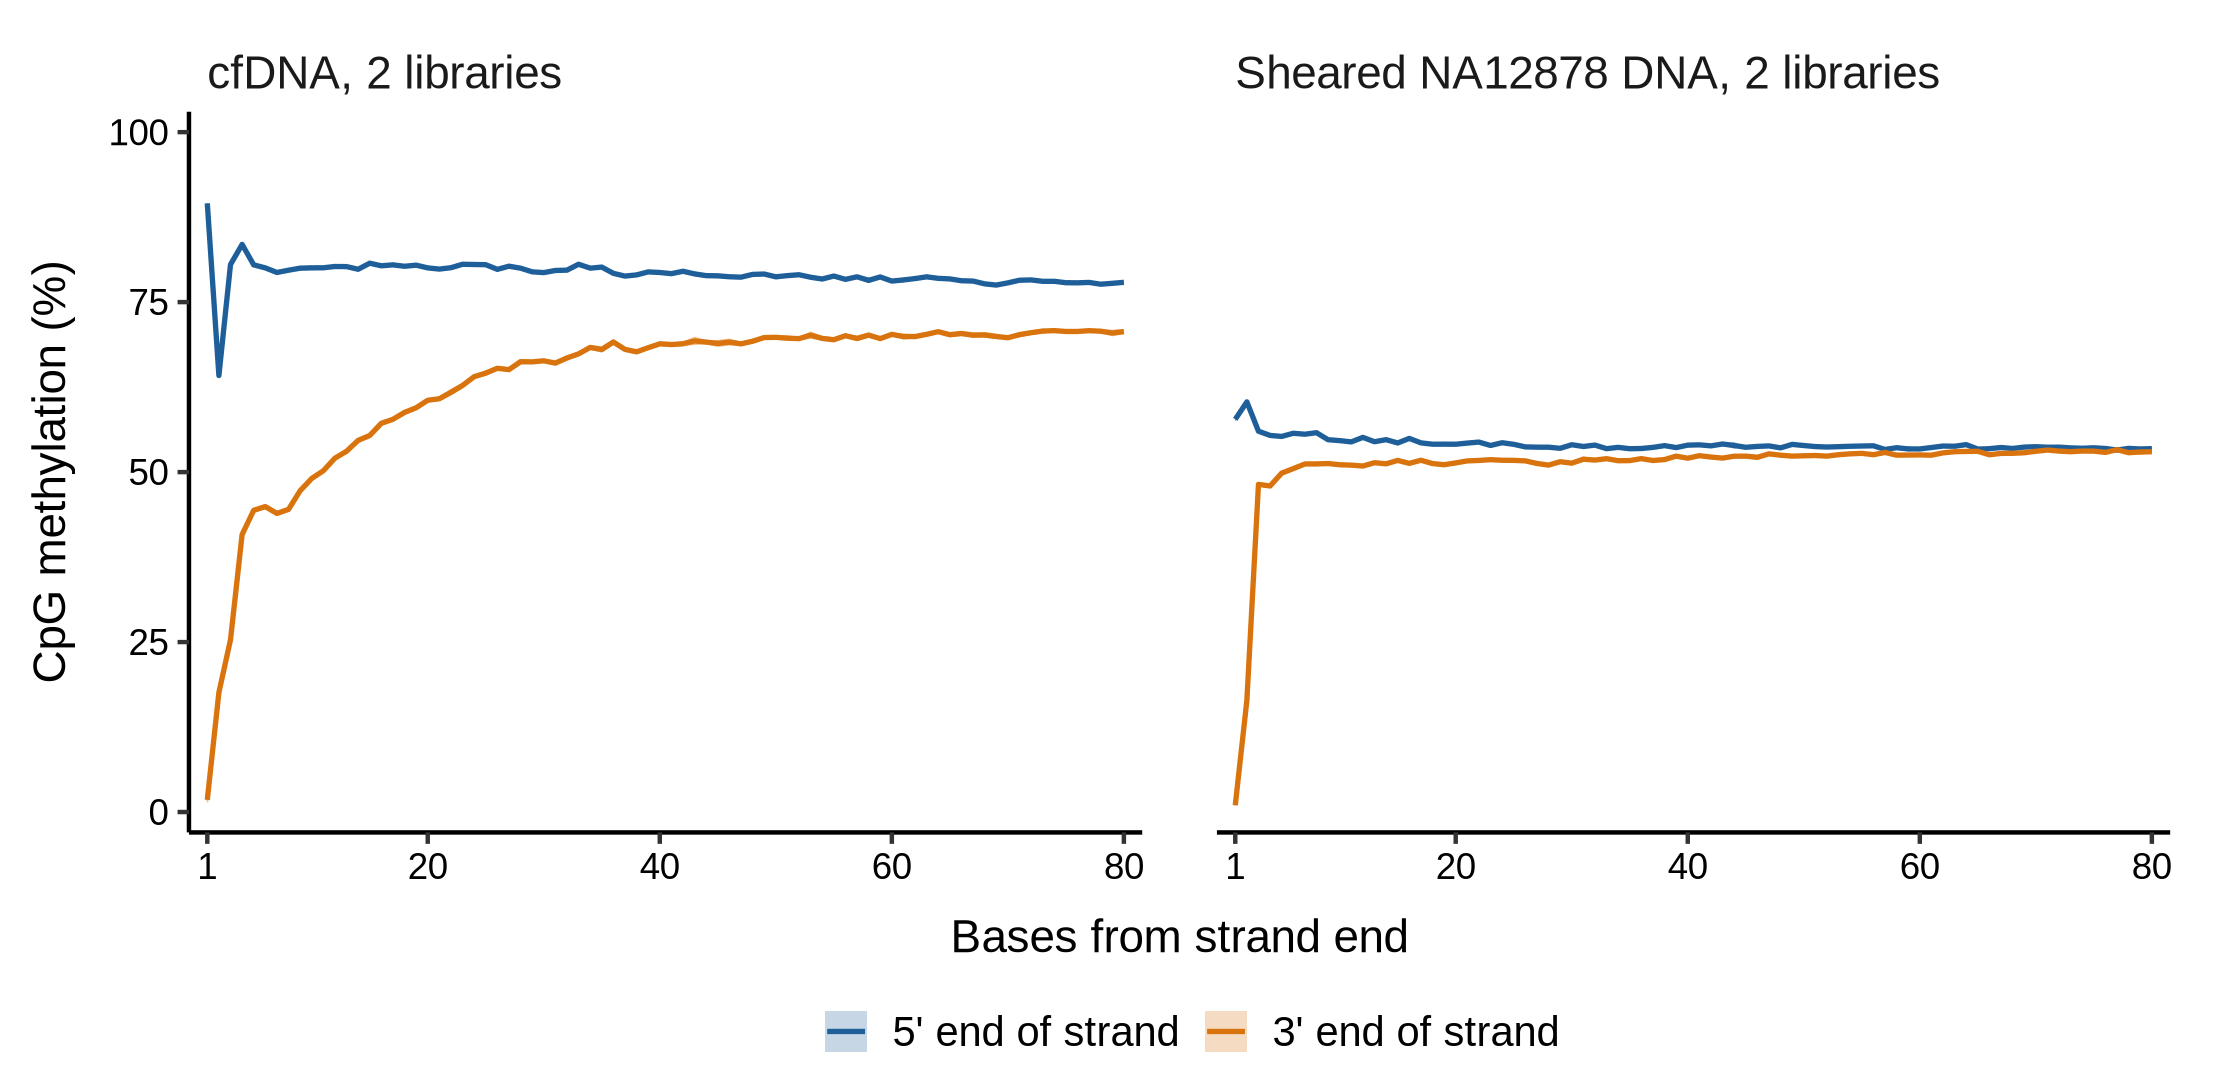 cfDNA, 2 libraries
Sheared NA12878 DNA, 2 libraries
CpG methylation (%)
100
75
50
25
0
1 20 40 60 80
1 20 40 60 80
Bases from strand end
5' end of strand
3' end of strand